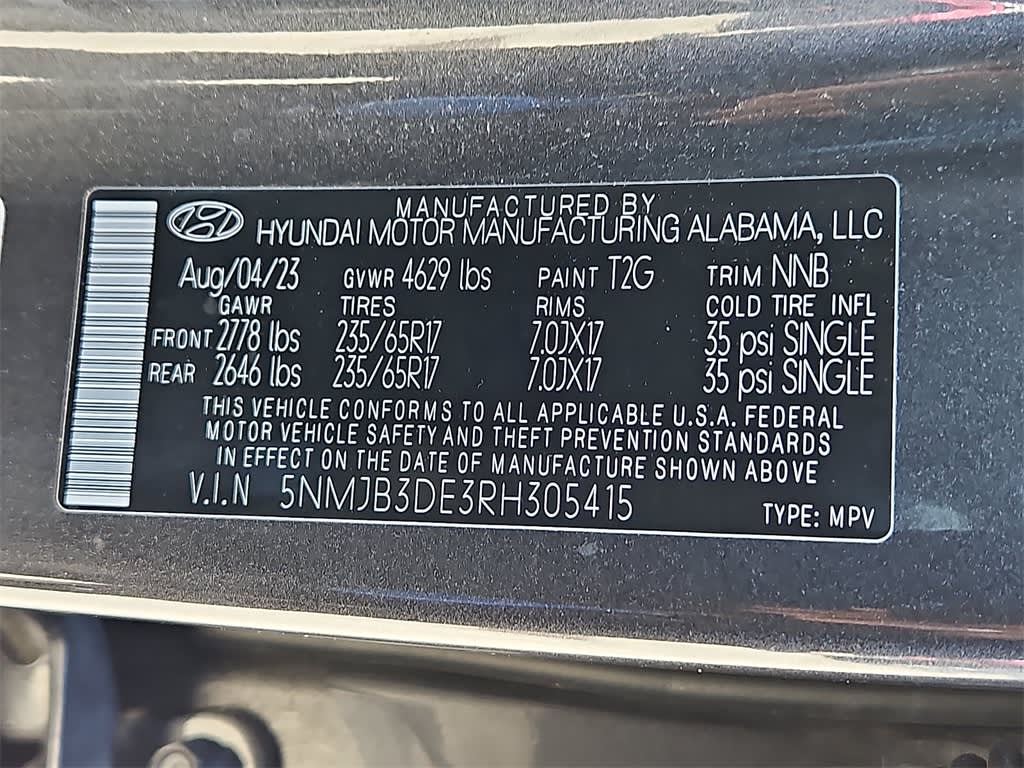 MANUFACTURED BY
HYUNDAI MOTOR MANUFACTURING ALABAMA, LLC
Aug/04/23 GVWR 4629 lbs PAINT T2G TRIM NNB
GAWR TIRES RIMS COLD TIRE INFL
FRONT 2778 lbs 235/65R17 7.0JX17 35 psi SINGLE
REAR 2646 lbs 235/65R17 7.0JX17 35 psi SINGLE
THIS VEHICLE CONFORMS TO ALL APPLICABLE U.S.A. FEDERAL
MOTOR VEHICLE SAFETY AND THEFT PREVENTION STANDARDS
IN EFFECT ON THE DATE OF MANUFACTURE SHOWN ABOVE
V.I.N 5NMJB3DE3RH305415
TYPE: MPV